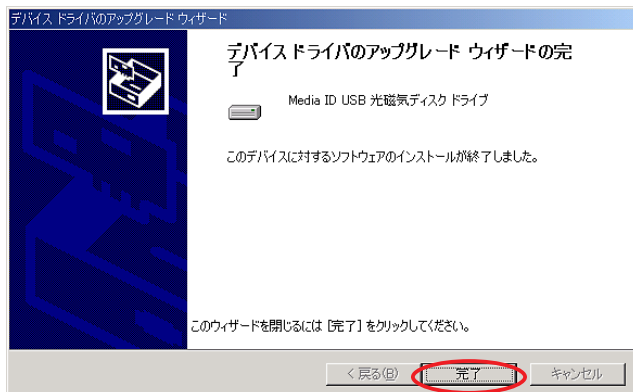 デバイス ドライバのアップグレード ウィザード
デバイス ドライバのアップグレード ウィザードの完
了
Media ID USB 光磁気ディスク ドライブ
このデバイスに対するソフトウェアのインストールが終了しました。
このウィザードを閉じるには [完了] をクリックしてください。
< 戻る(B)
完了
キャンセル